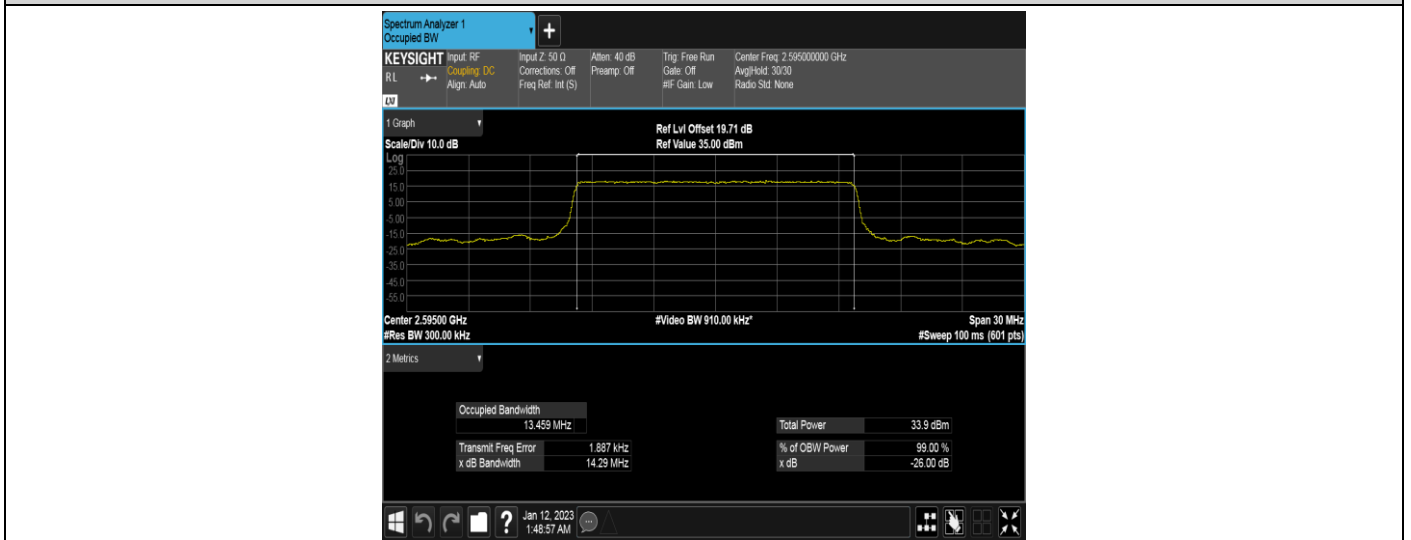 Spectrum Analyzer 1
Occupied BW
+
KEYSIGHT
RL
LXI
Input: RF
Coupling: DC
Align: Auto
Input Z: 50 Ω
Corrections: Off
Freq Ref: Int (S)
Atten: 40 dB
Preamp: Off
Trig: Free Run
Gate: Off
#IF Gain: Low
Center Freq: 2.595000000 GHz
Avg|Hold: 30/30
Radio Std: None
1 Graph
Scale/Div 10.0 dB
Ref Lvl Offset 19.71 dB
Ref Value 35.00 dBm
Log
25.0
15.0
5.00
-5.00
-15.0
-25.0
-35.0
-45.0
-55.0
Center 2.59500 GHz
#Video BW 910.00 kHz*
Span 30 MHz
#Res BW 300.00 kHz
#Sweep 100 ms (601 pts)
2 Metrics
Occupied Bandwidth
13.459 MHz
Total Power 33.9 dBm
Transmit Freq Error 1.887 kHz
% of OBW Power 99.00 %
x dB Bandwidth 14.29 MHz
x dB -26.00 dB
?
Jan 12, 2023
1:48:57 AM